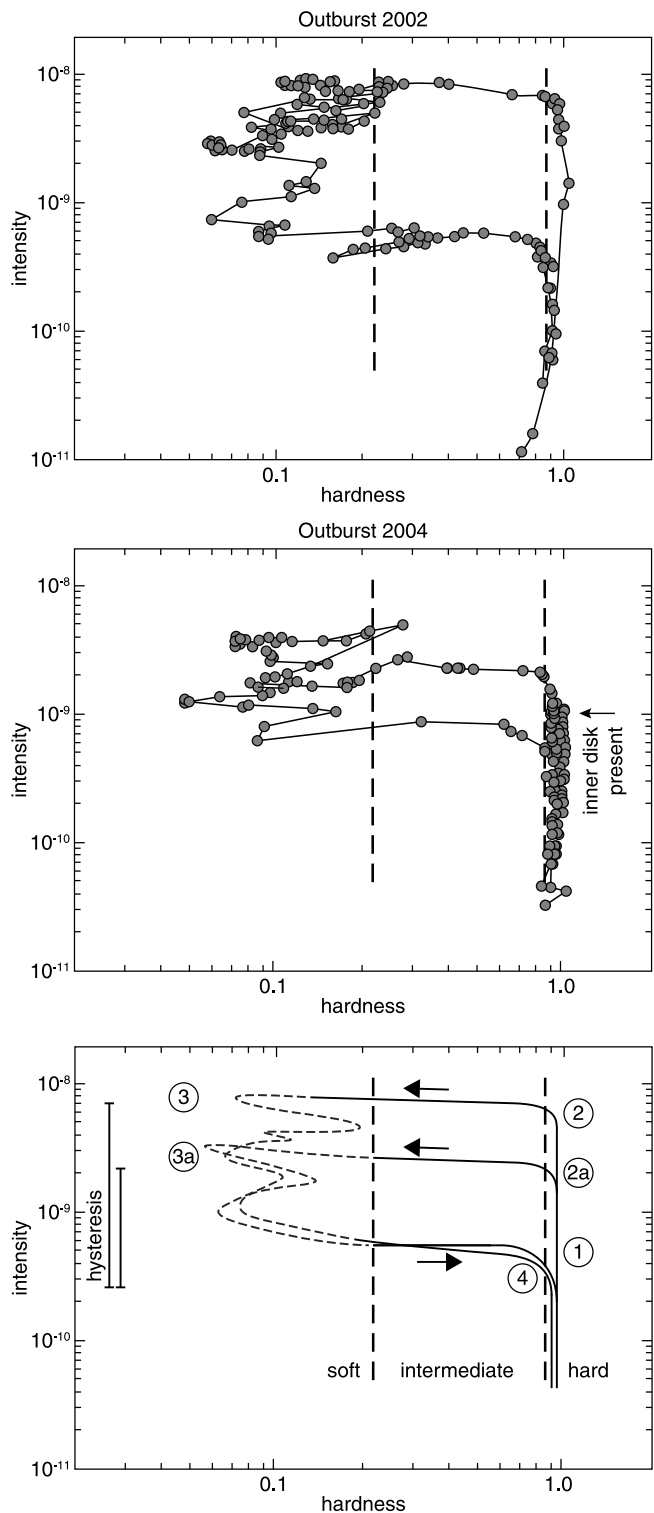 Outburst 2002
10-8
10-9
10-10
10-11
intensity
0.1
1.0
hardness
Outburst 2004
10-8
10-9
10-10
10-11
intensity
inner disk
present
0.1
1.0
hardness
10-8
10-9
10-10
10-11
intensity
hysteresis
3
2
3a
2a
1
4
soft
intermediate
hard
0.1
1.0
hardness